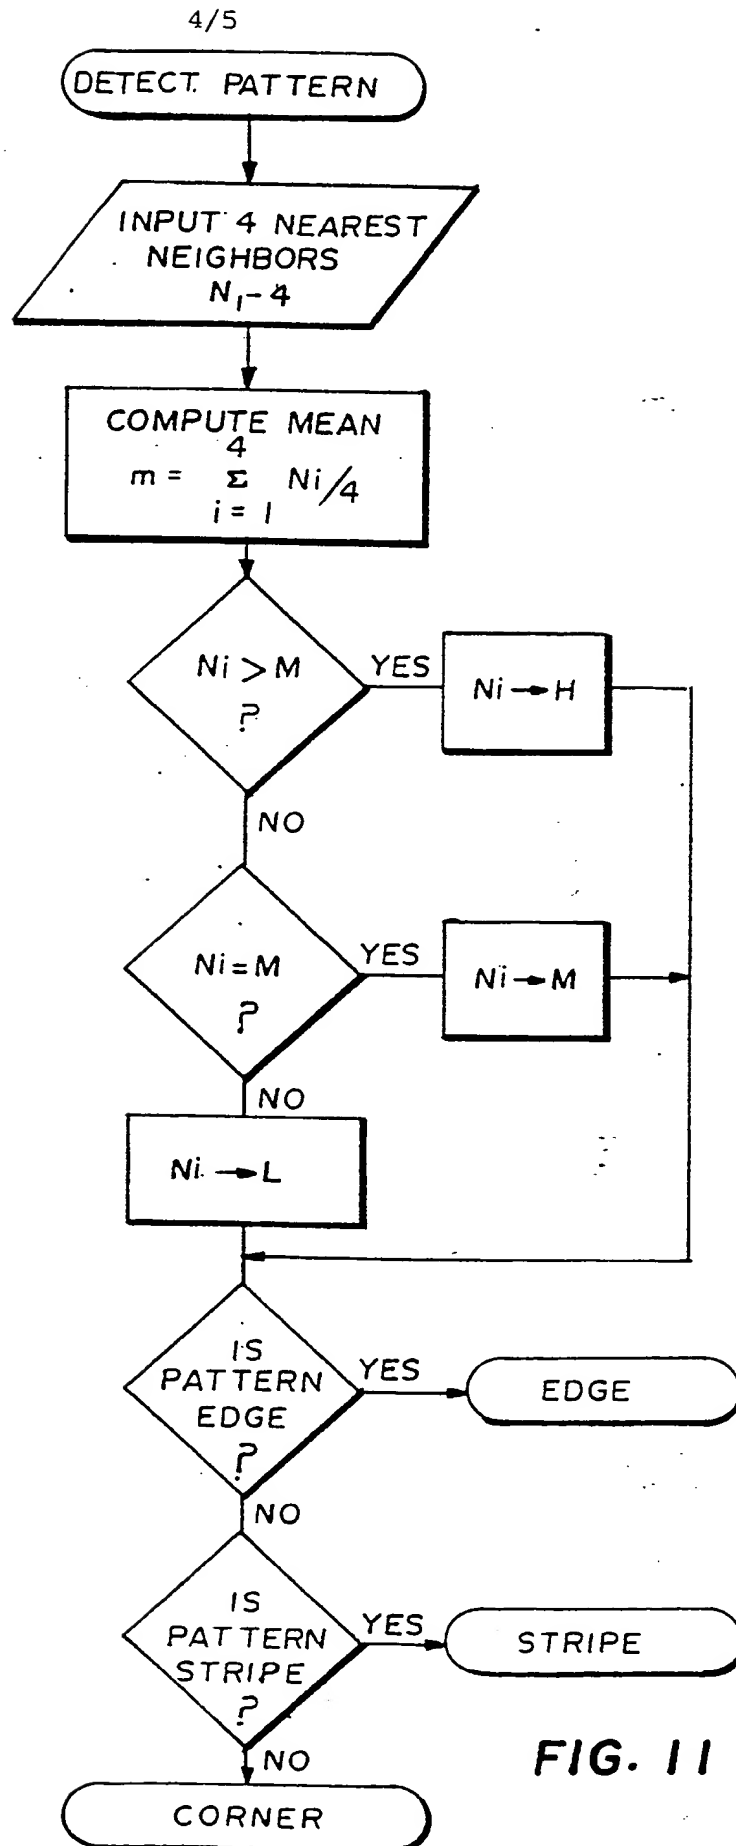 4/5
DETECT PATTERN
INPUT 4 NEAREST
NEIGHBORS
N₁-4
COMPUTE MEAN
4
m = Σ Ni/4
i = 1
Ni > M
?
YES
Ni → H
NO
Ni = M
?
YES
Ni → M
NO
Ni → L
IS
PATTERN
EDGE
?
YES
EDGE
NO
IS
PATTERN
STRIPE
?
YES
STRIPE
NO
CORNER
FIG. 11